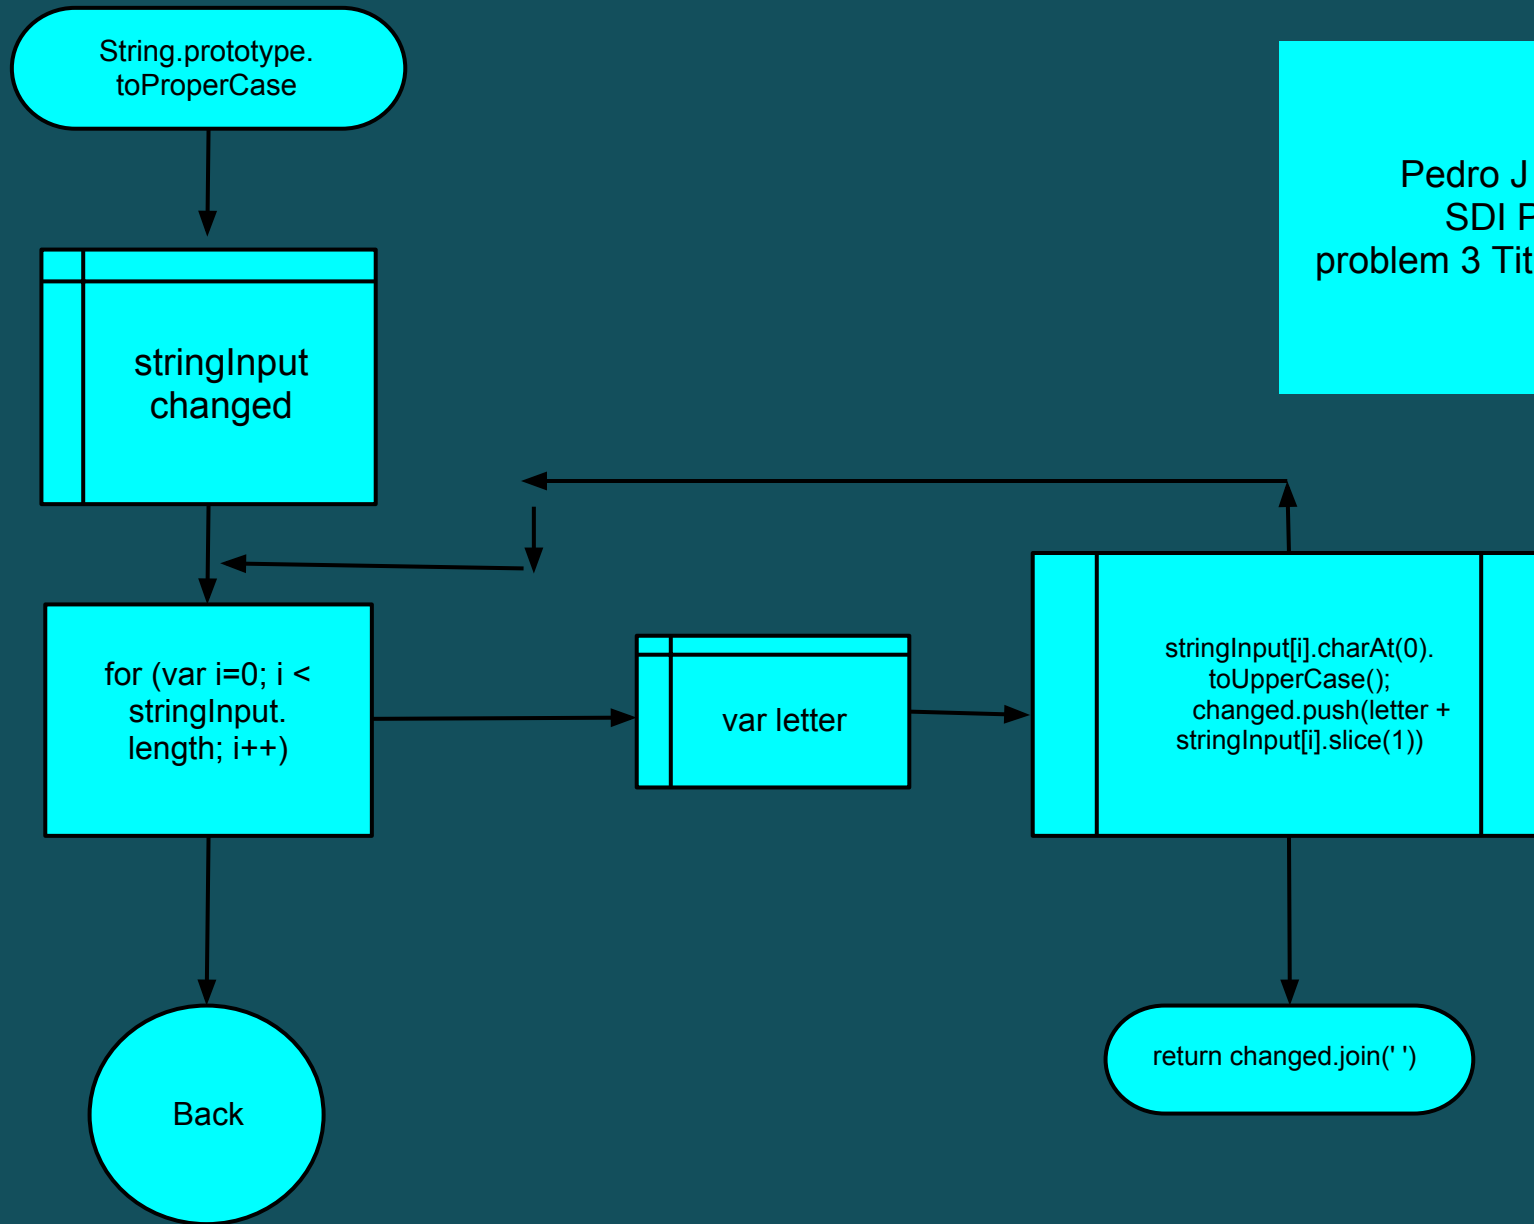 String.prototype.
toProperCase
Pedro J
SDI
problem 3
stringInput
changed
for (var i=0; i <
stringInput.
length; i++)
var letter
stringInput[i].charAt(0).
toUpperCase();
changed.push(letter +
stringInput[i].slice(1))
Back
return changed.join(' ')